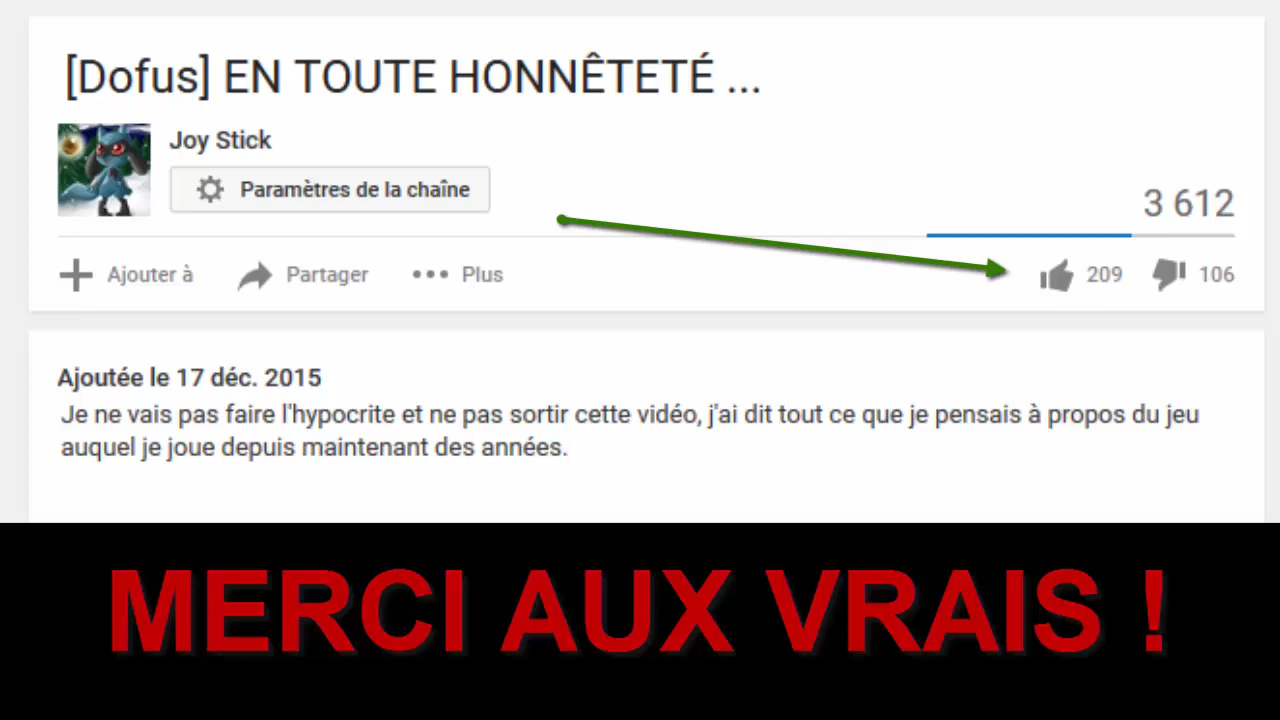 [Dofus] EN TOUTE HONNÊTETÉ ...
Joy Stick
Paramètres de la chaîne
3 612
Ajouter à Partager Plus 209 106
Ajoutée le 17 déc. 2015
Je ne vais pas faire l'hypocrite et ne pas sortir cette vidéo, j'ai dit tout ce que je pensais à propos du jeu
auquel je joue depuis maintenant des années.
MERCI AUX VRAIS !